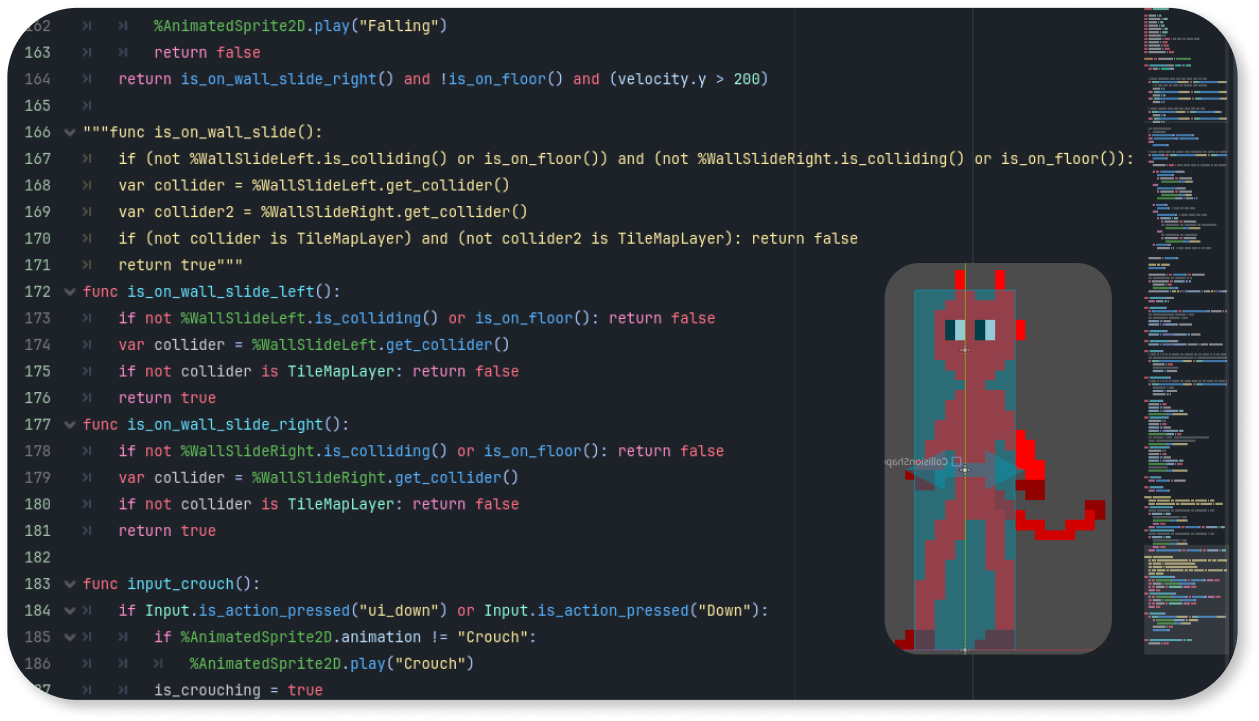 162 %AnimatedSprite2D.play("Falling")
163 return false
164 return is_on_wall_slide_right() and !is_on_floor() and (velocity.y > 200)
165
166 """func is_on_wall_slide():
167 if (not %WallSlideLeft.is_colliding() or is_on_floor()) and (not %WallSlideRight.is_colliding() or is_on_floor()):
168 var collider = %WallSlideLeft.get_collider()
169 var collider2 = %WallSlideRight.get_collider()
170 if (not collider is TileMapLayer) and (not collider2 is TileMapLayer): return false
171 return true"""
172 func is_on_wall_slide_left():
173 if not %WallSlideLeft.is_colliding() or is_on_floor(): return false
174 var collider = %WallSlideLeft.get_collider()
175 if not collider is TileMapLayer: return false
176 return true
177 func is_on_wall_slide_right():
178 if not %WallSlideRight.is_colliding() or is_on_floor(): return false
179 var collider = %WallSlideRight.get_collider()
180 if not collider is TileMapLayer: return false
181 return true
182
183 func input_crouch():
184 if Input.is_action_pressed("ui_down") or Input.is_action_pressed("Down"):
185 if %AnimatedSprite2D.animation != "Crouch":
186 %AnimatedSprite2D.play("Crouch")
187 is_crouching = true
CollisionShap